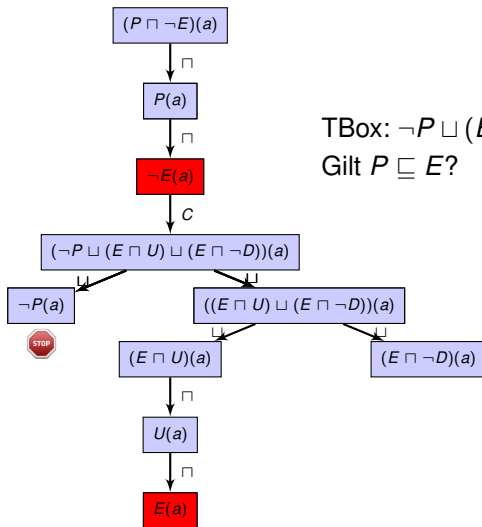 (P ⊓ ¬E)(a)
⊓
P(a)
⊓
TBox: ¬P ⊔ (
¬E(a)
Gilt P ⊑ E?
C
(¬P ⊔ (E ⊓ U) ⊔ (E ⊓ ¬D))(a)
⊔ ⊔
¬P(a) ((E ⊓ U) ⊔ (E ⊓ ¬D))(a)
STOP
⊔ ⊔
(E ⊓ U)(a) (E ⊓ ¬D)(a)
⊓
U(a)
⊓
E(a)